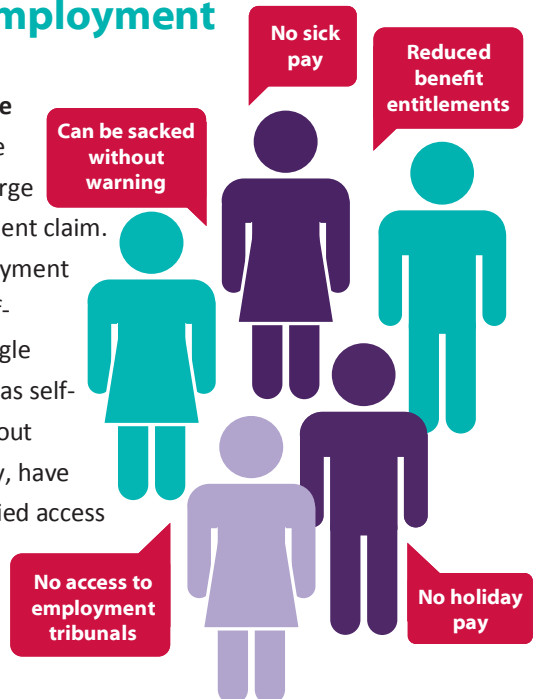 mployment
No sick
pay
Reduced
benefit
entitlements
Can be sacked
without
warning
e
e
rge
ent claim.
oyment
f-
gle
as self-
out
y, have
ied access
No access to
employment
tribunals
No holiday
pay